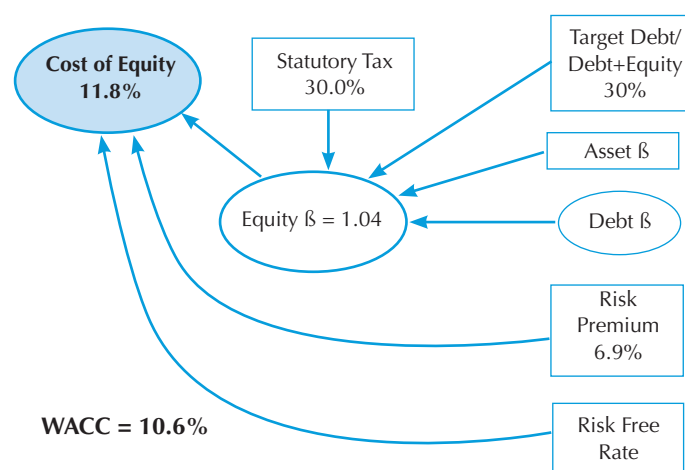 Cost of Equity
11.8%
Statutory Tax
30.0%
Target Debt/
Debt+Equity
30%
Asset ß
Equity ß = 1.04
Debt ß
Risk
Premium
6.9%
WACC = 10.6%
Risk Free
Rate